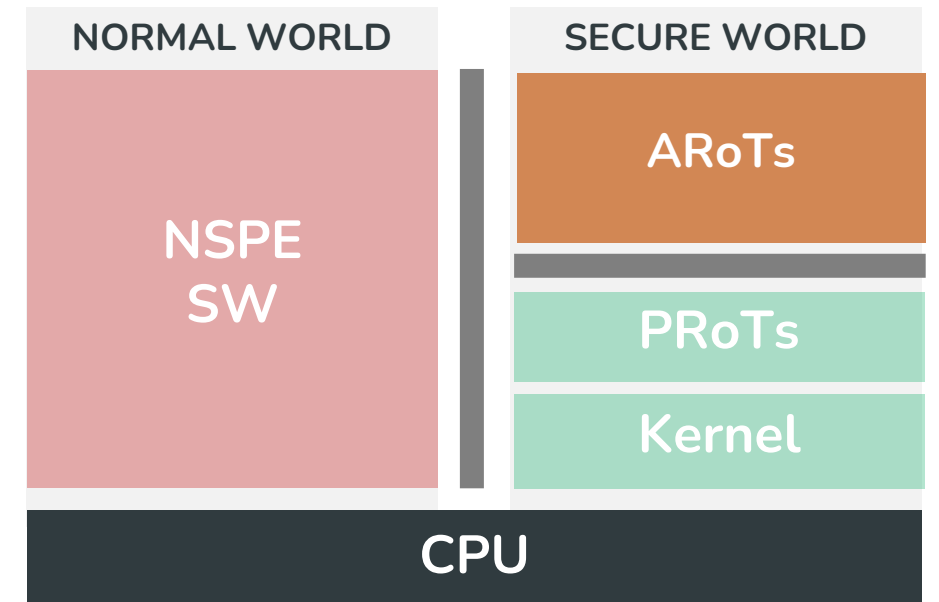 NORMAL WORLD
SECURE WORLD
ARoTs
NSPE
SW
PRoTs
Kernel
CPU